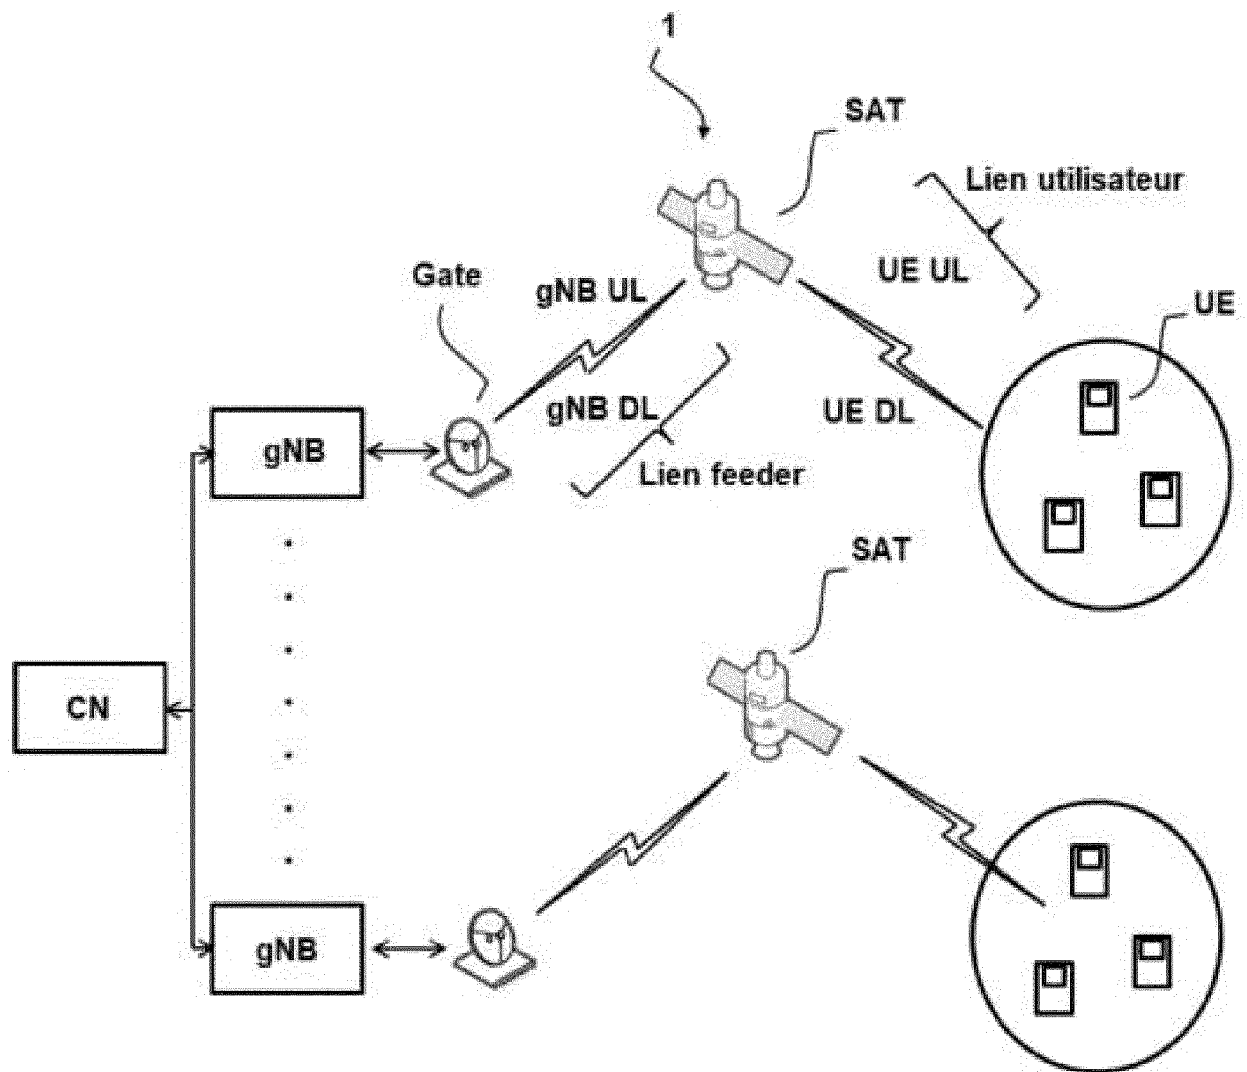 1
SAT
Lien utilisateur
Gate
gNB UL
UE UL
UE
gNB DL
UE DL
gNB
Lien feeder
SAT
CN
gNB